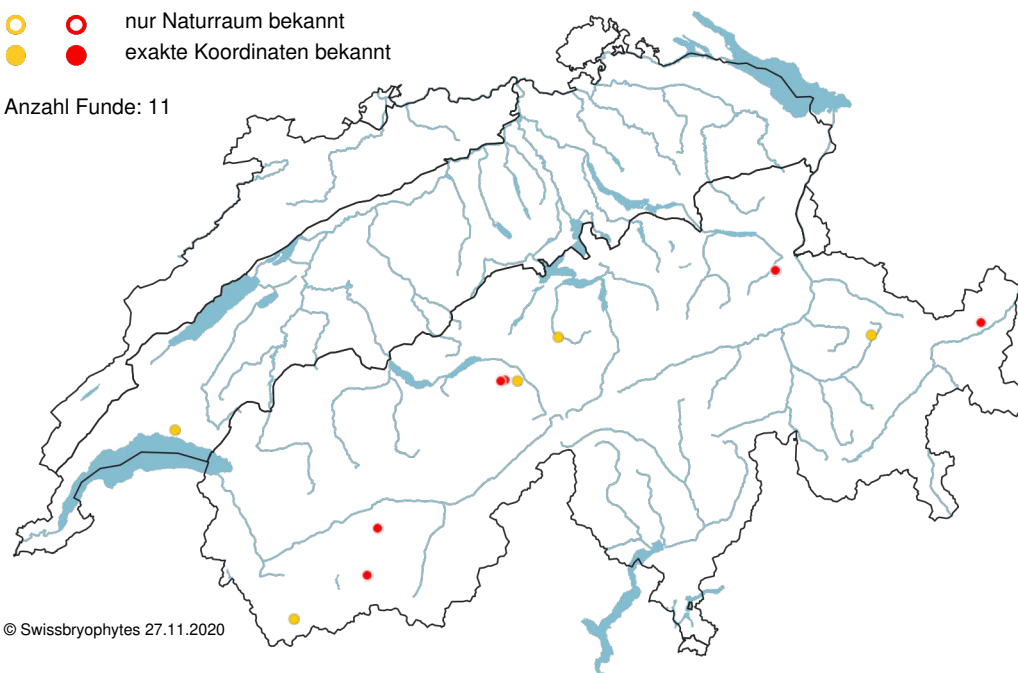 nur Naturraum bekannt
exakte Koordinaten bekannt
Anzahl Funde: 11
© Swissbryophytes 27.11.2020